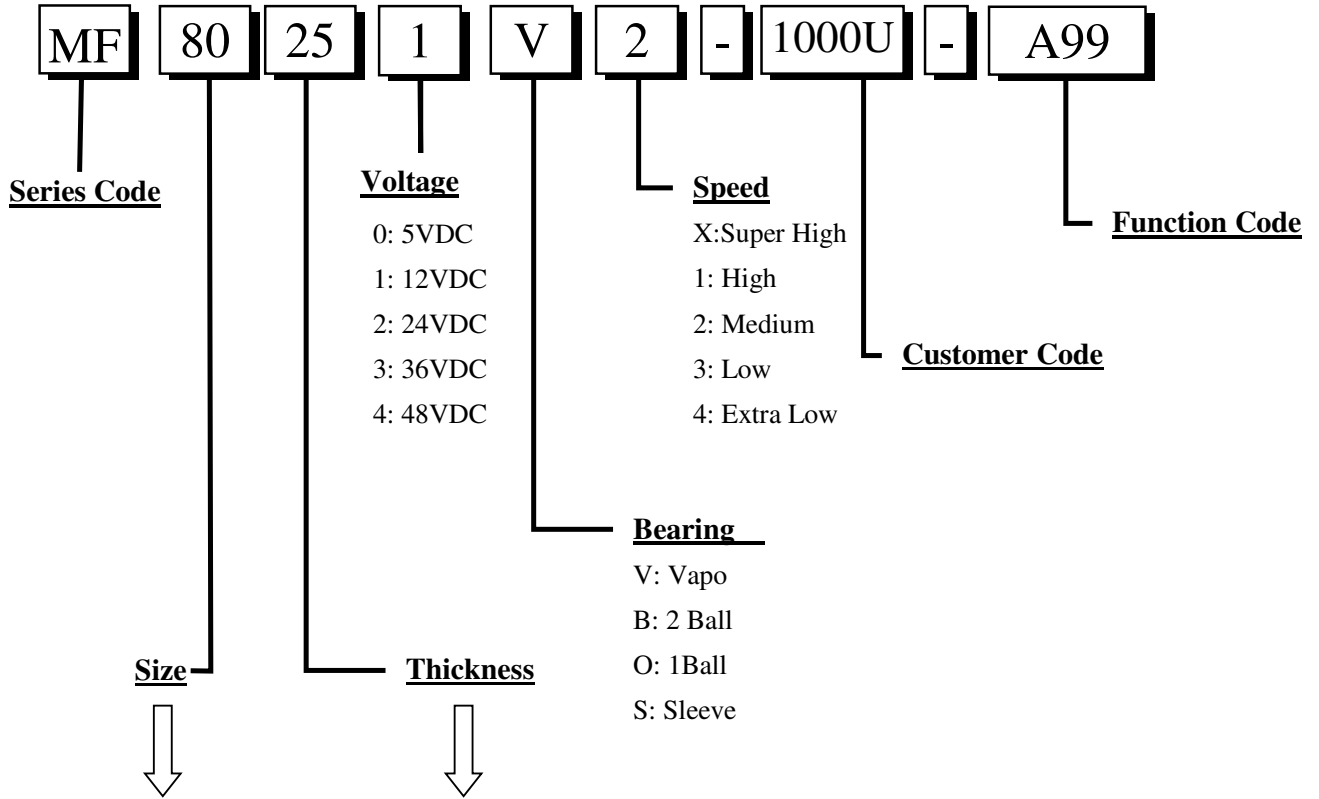 MF 80 25 1 V 2 - 1000U - A99
Series Code
Voltage
0: 5VDC
1: 12VDC
2: 24VDC
3: 36VDC
4: 48VDC
Speed
X:Super High
1: High
2: Medium
3: Low
4: Extra Low
Function Code
Customer Code
Bearing
V: Vapo
B: 2 Ball
O: 1Ball
S: Sleeve
Size
Thickness